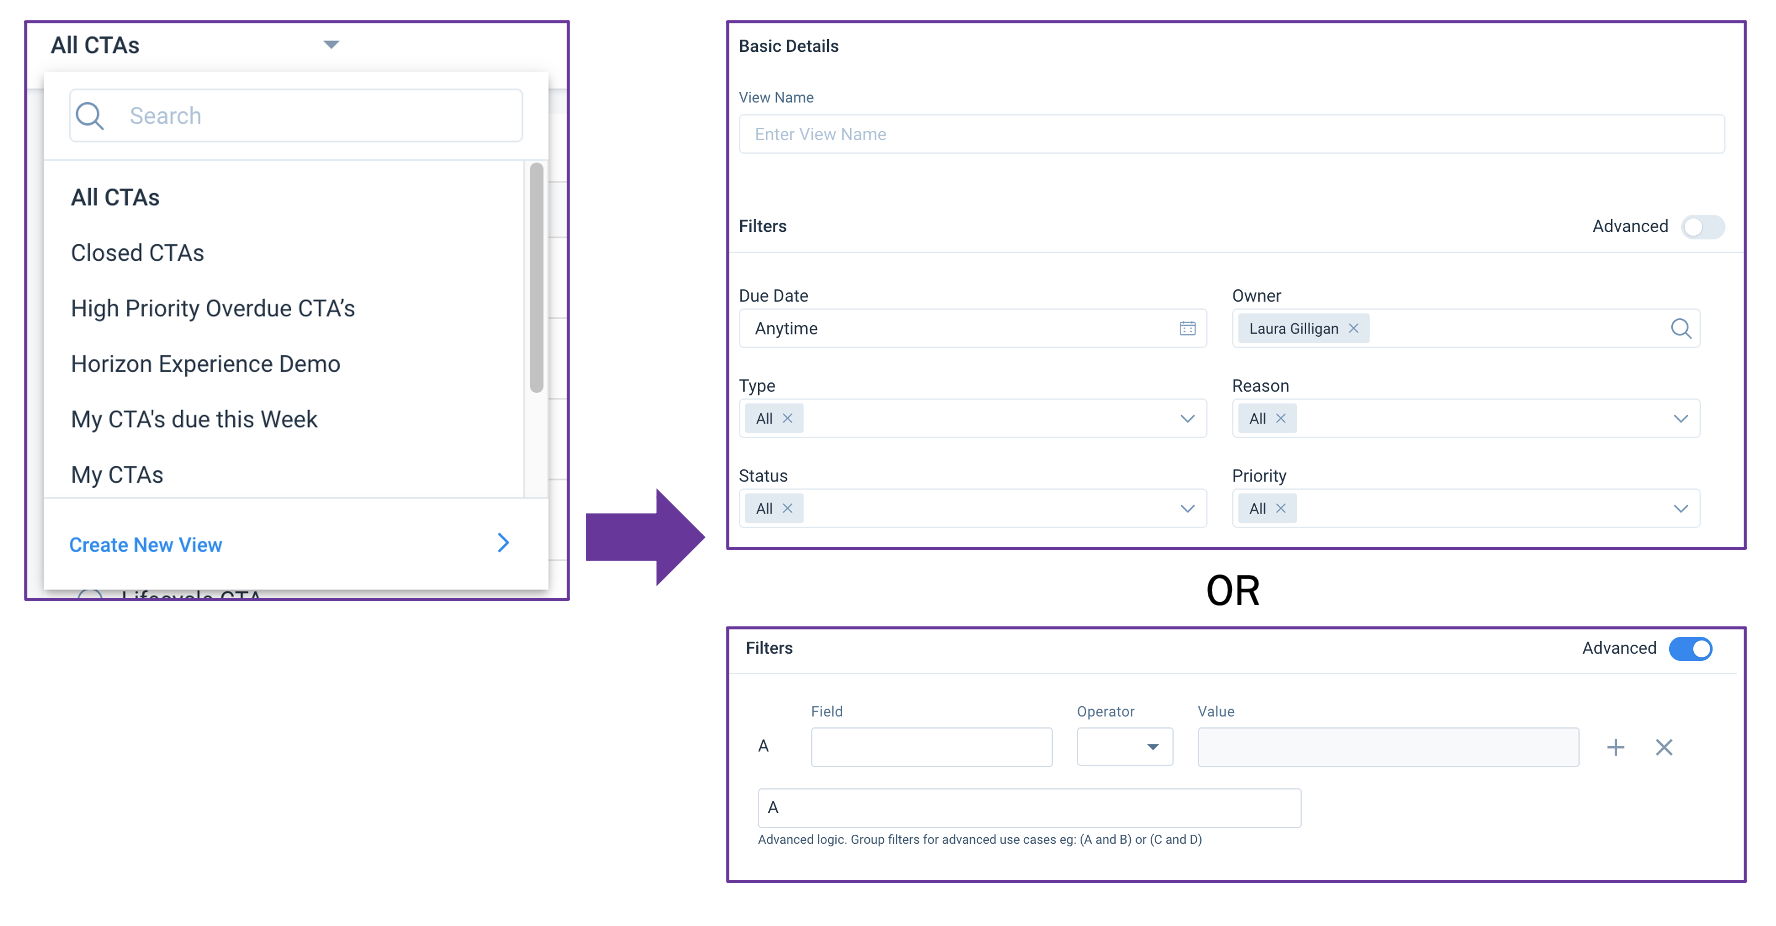 All CTAs
Search
All CTAs
Closed CTAs
High Priority Overdue CTA’s
Horizon Experience Demo
My CTA's due this Week
My CTAs
Create New View
Lifecycle CTA
Basic Details
View Name
Enter View Name
Filters
Advanced
Due Date
Owner
Anytime
Laura Gilligan
Type
Reason
All
All
Status
Priority
All
All
OR
Filters
Advanced
Field
Operator
Value
A
A
Advanced logic. Group filters for advanced use cases eg: (A and B) or (C and D)